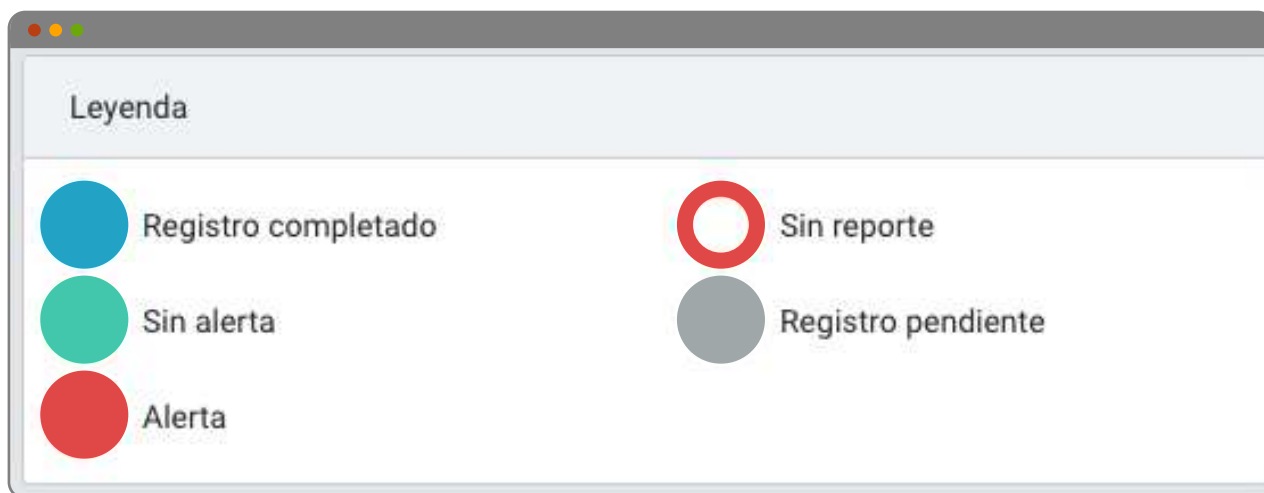 Leyenda
Registro completado
Sin alerta
Alerta
Sin reporte
Registro pendiente